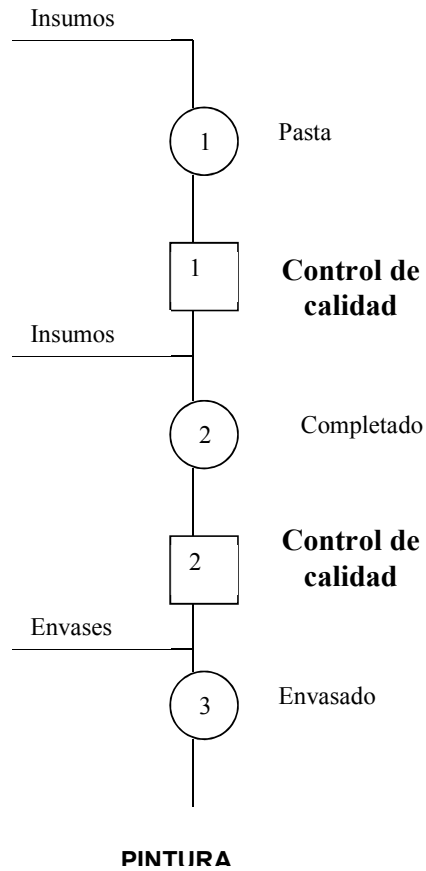 Insumos
1
Pasta
1
Control de
calidad
Insumos
2
Completado
2
Control de
calidad
Envases
3
Envasado
PINTURA